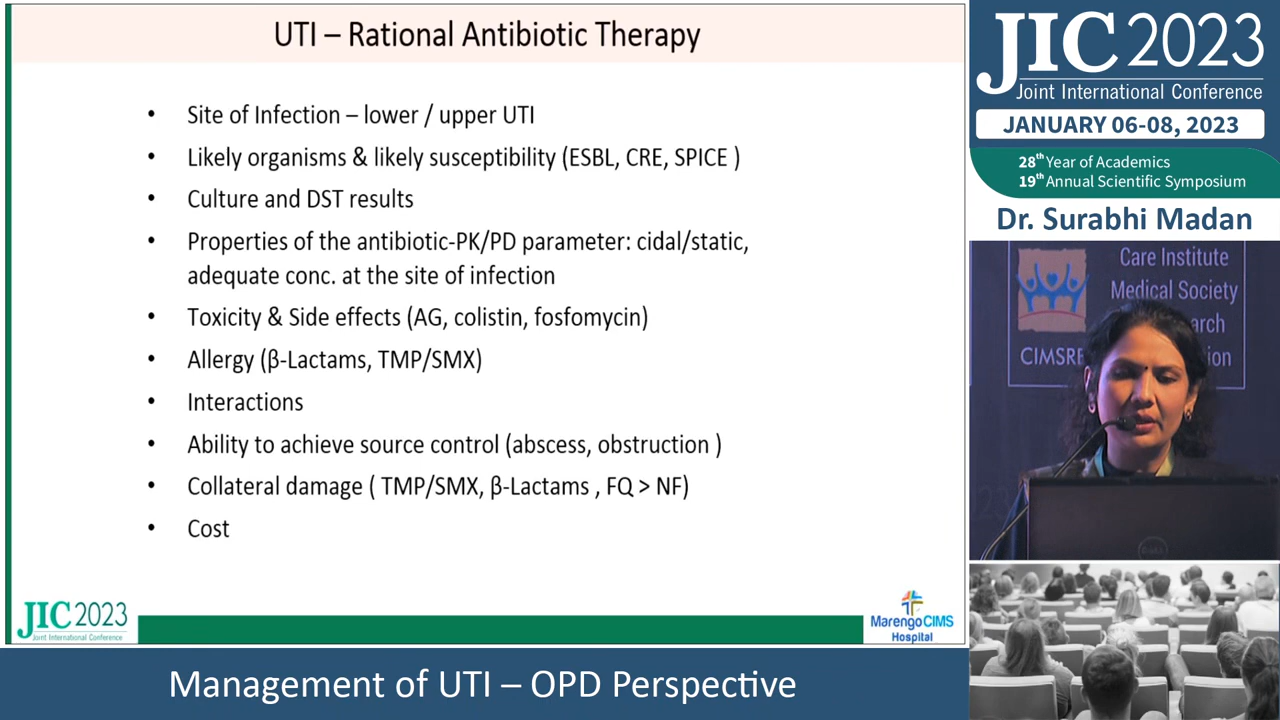 UTI – Rational Antibiotic Therapy
• Site of Infection – lower / upper UTI
• Likely organisms & likely susceptibility (ESBL, CRE, SPICE )
• Culture and DST results
• Properties of the antibiotic-PK/PD parameter: cidal/static,
adequate conc. at the site of infection
• Toxicity & Side effects (AG, colistin, fosfomycin)
• Allergy (β-Lactams, TMP/SMX)
• Interactions
• Ability to achieve source control (abscess, obstruction )
• Collateral damage ( TMP/SMX, β-Lactams , FQ > NF)
• Cost
JIC 2023
Joint International Conference
MarengoCIMS
Hospital
Management of UTI – OPD Perspective
JIC 2023
Joint International Conference
JANUARY 06-08, 2023
28th Year of Academics
19th Annual Scientific Symposium
Dr. Surabhi Madan
Care Institute
Medical Society
arch
CIMSRE
ion